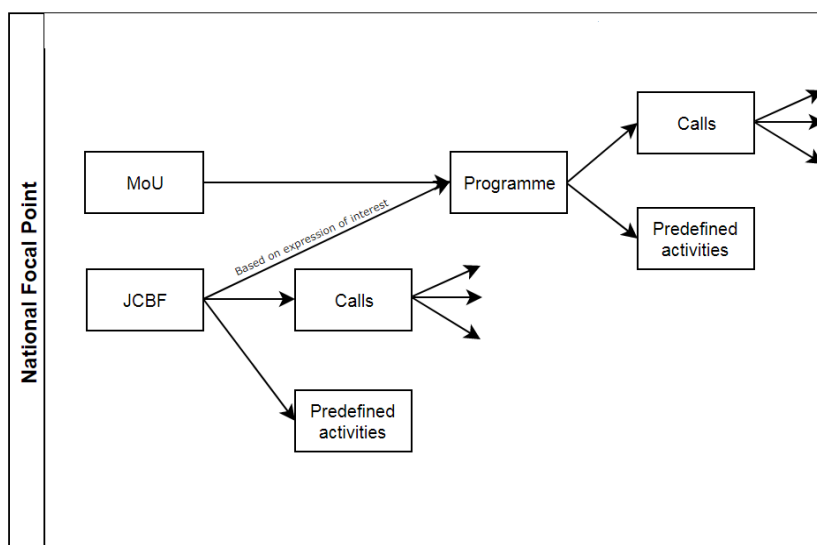 National Focal Point
Calls
MoU
Programme
Based on expression of interest
Predefined
activities
JCBF
Calls
Predefined
activities